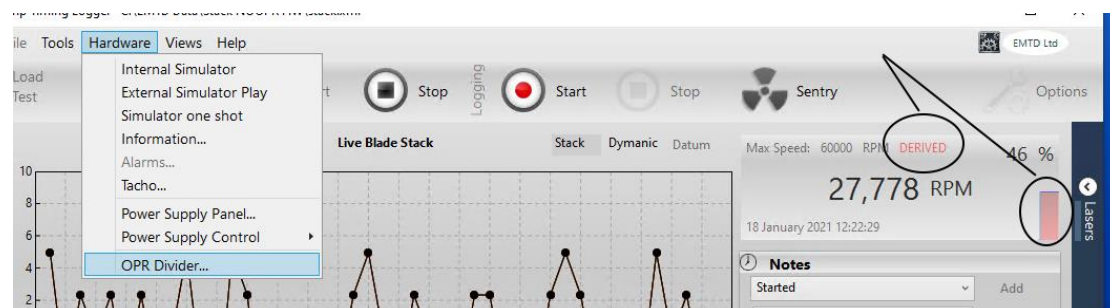 ile Tools Hardware Views Help
EMTD Ltd
Load
Test
Stop
Logging
Start
Stop
Sentry
Options
Internal Simulator
External Simulator Play
Simulator one shot
Information...
Alarms...
Tacho...
Power Supply Panel...
Power Supply Control
OPR Divider...
Live Blade Stack
Stack Dymanic Datum
10
8
6
4
2
Max Speed: 60000 RPM DERIVED
46 %
27,778 RPM
18 January 2021 12:22:29
Lasers
Notes
Started
Add